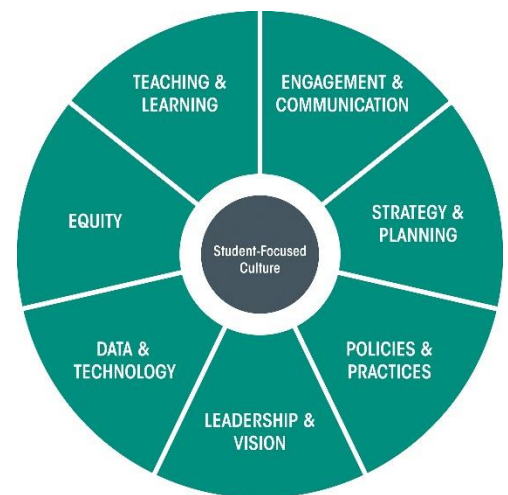 TEACHING &
LEARNING
ENGAGEMENT &
COMMUNICATION
EQUITY
STRATEGY &
PLANNING
Student-Focused
Culture
DATA &
TECHNOLOGY
POLICIES &
PRACTICES
LEADERSHIP &
VISION